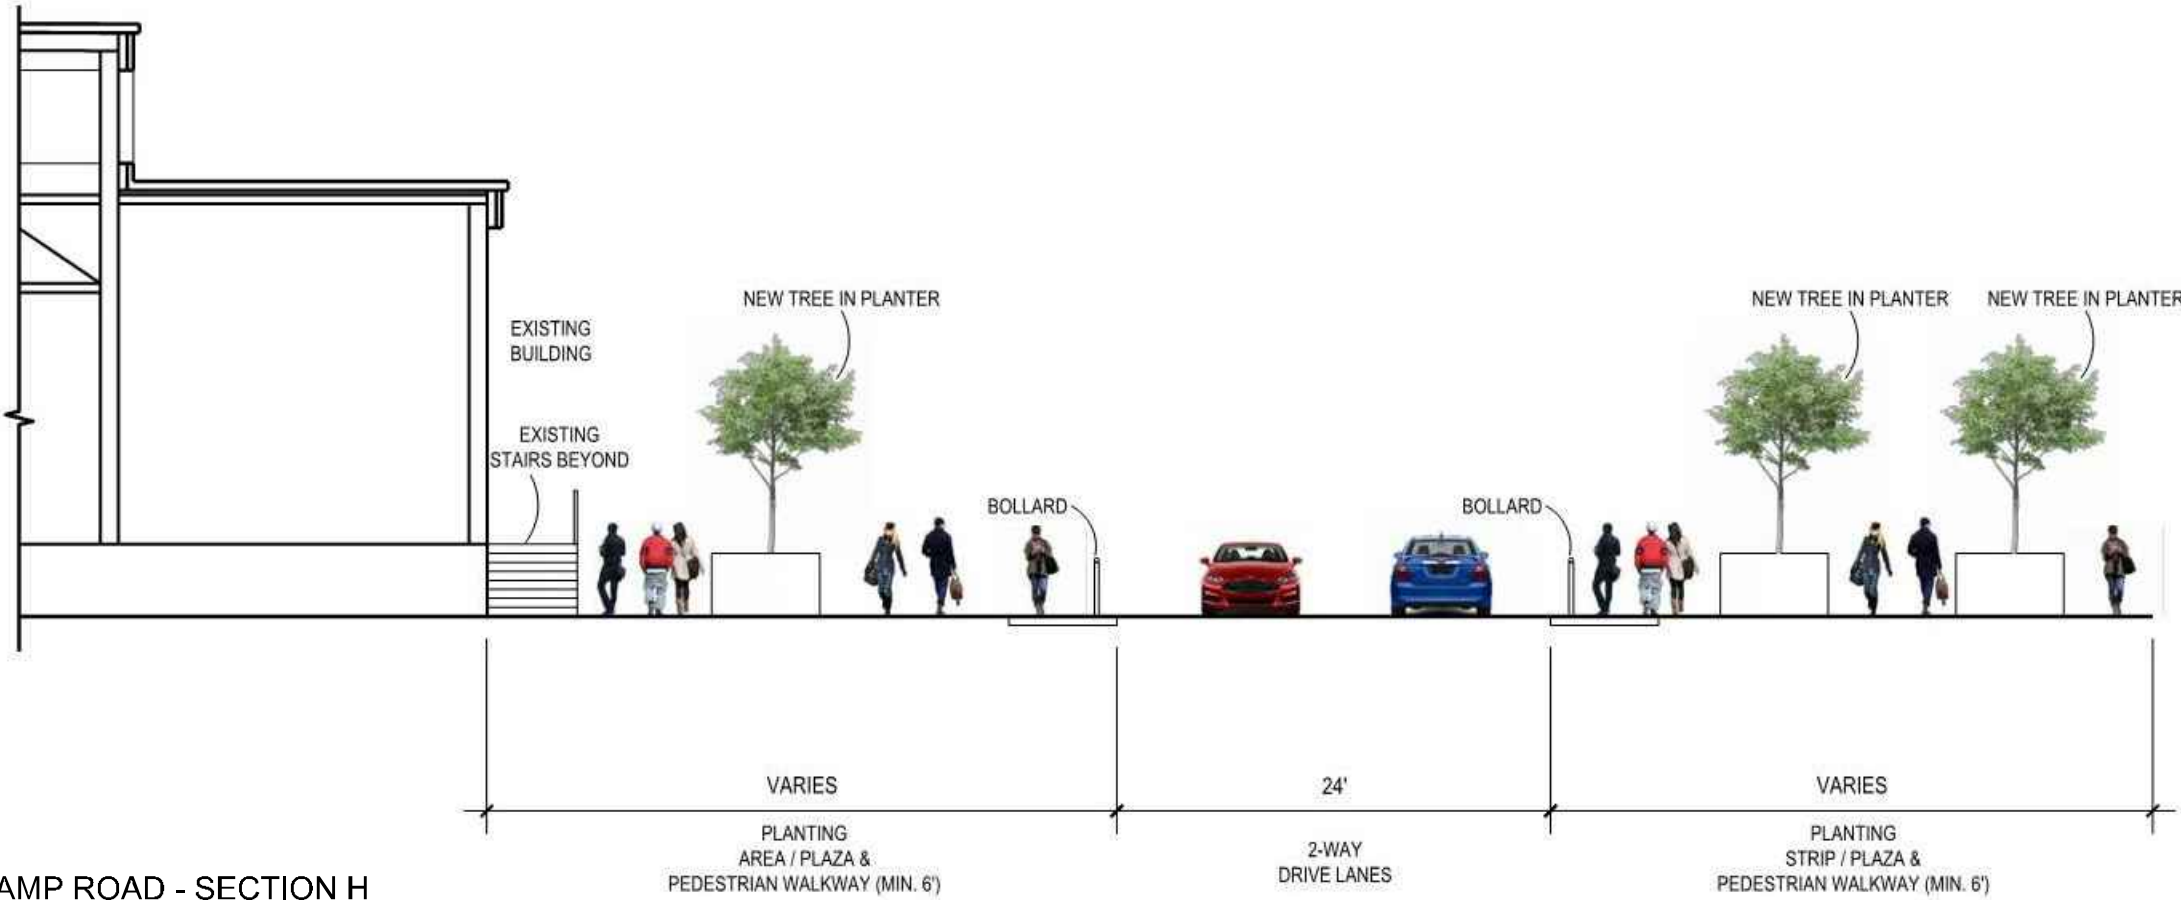 NEW TREE IN PLANTER
NEW TREE IN PLANTER
NEW TREE IN PLANTER
EXISTING
BUILDING
EXISTING
STAIRS BEYOND
BOLLARD
BOLLARD
VARIES
24'
VARIES
PLANTING
AREA / PLAZA &
PEDESTRIAN WALKWAY (MIN. 6')
2-WAY
DRIVE LANES
PLANTING
STRIP / PLAZA &
PEDESTRIAN WALKWAY (MIN. 6')
AMP ROAD - SECTION H